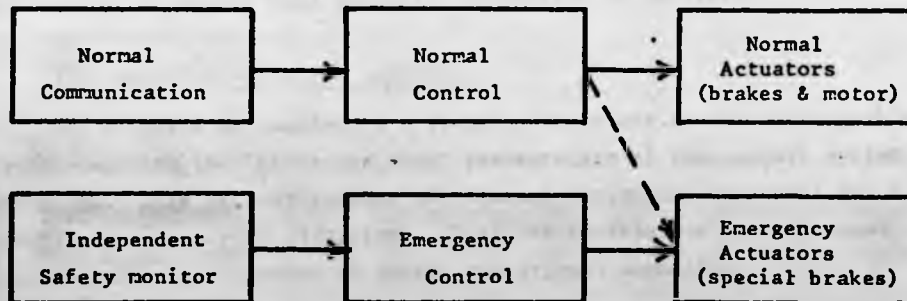 Normal
Communication
Normal
Control
Normal
Actuators
(brakes & motor)
Independent
Safety monitor
Emergency
Control
Emergency
Actuators
(special brakes)